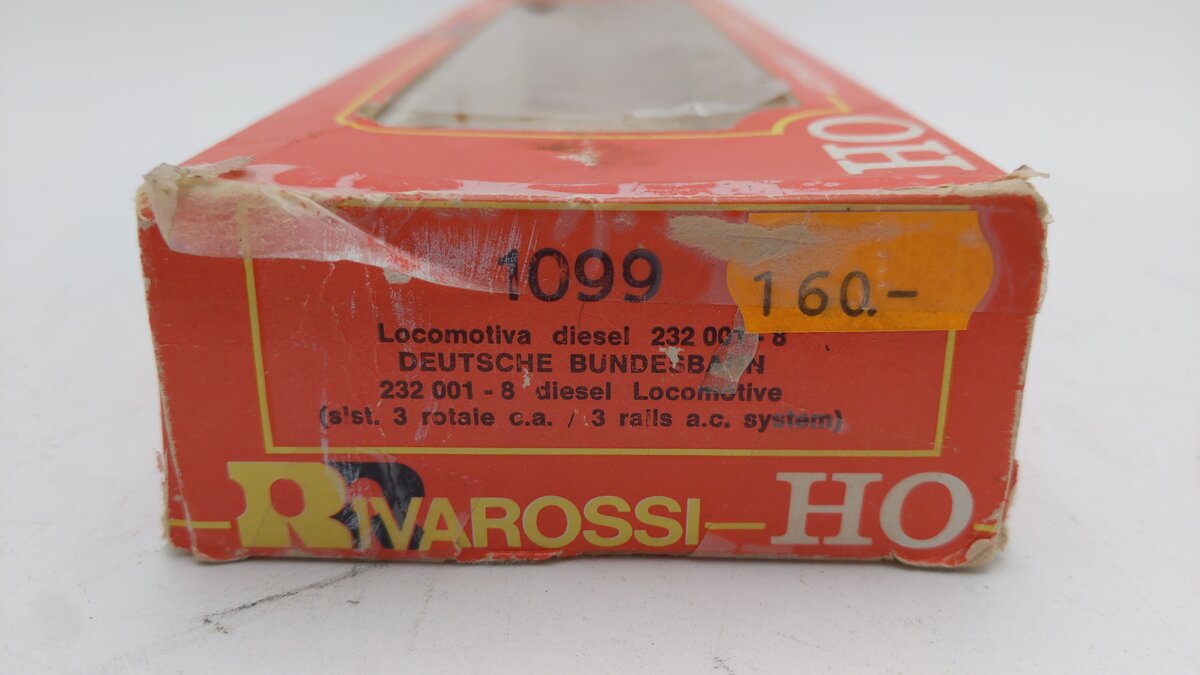 HO
1099
160.-
Locomotiva diesel 232 001 - 8
DEUTSCHE BUNDESBAHN
232 001 - 8 diesel Locomotive
(sist. 3 rotaie c.a. / 3 rails a.c. system)
RIVAROSSI HO